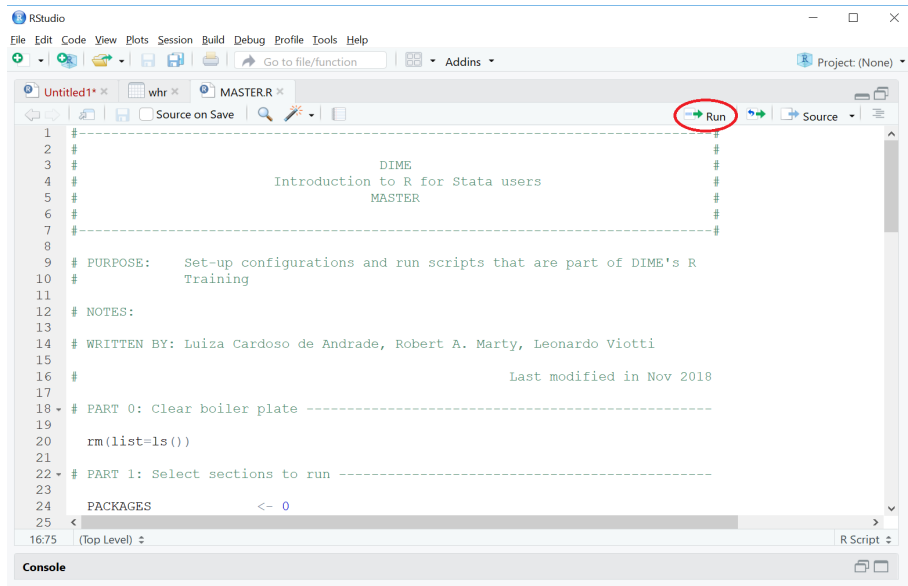 RStudio
File Edit Code View Plots Session Build Debug Profile Tools Help
Go to file/function Addins Project: (None)
Untitled1* whr MASTER.R
Source on Save Run Source
1 #------------------------------------------------------------------------------#
2 # #
3 # DIME #
4 # Introduction to R for Stata users #
5 # MASTER #
6 # #
7 #------------------------------------------------------------------------------#
8
9 # PURPOSE: Set-up configurations and run scripts that are part of DIME's R
10 # Training
11
12 # NOTES:
13
14 # WRITTEN BY: Luiza Cardoso de Andrade, Robert A. Marty, Leonardo Viotti
15
16 # Last modified in Nov 2018
17
18 # PART 0: Clear boiler plate ---------------------------------------------------
19
20 rm(list=ls())
21
22 # PART 1: Select sections to run -----------------------------------------------
23
24 PACKAGES <- 0
25
16:75 (Top Level) R Script
Console